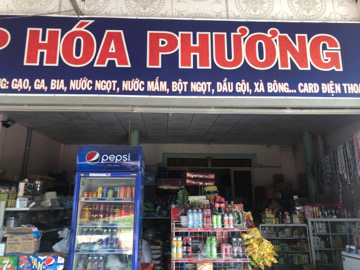 P HÓA PHƯƠNG
NG: GẠO, GA, BIA, NƯỚC NGỌT, NƯỚC MẮM, BỘT NGỌT, DẦU GỘI, XÀ BÔNG... CARD ĐIỆN THOẠ
pepsi